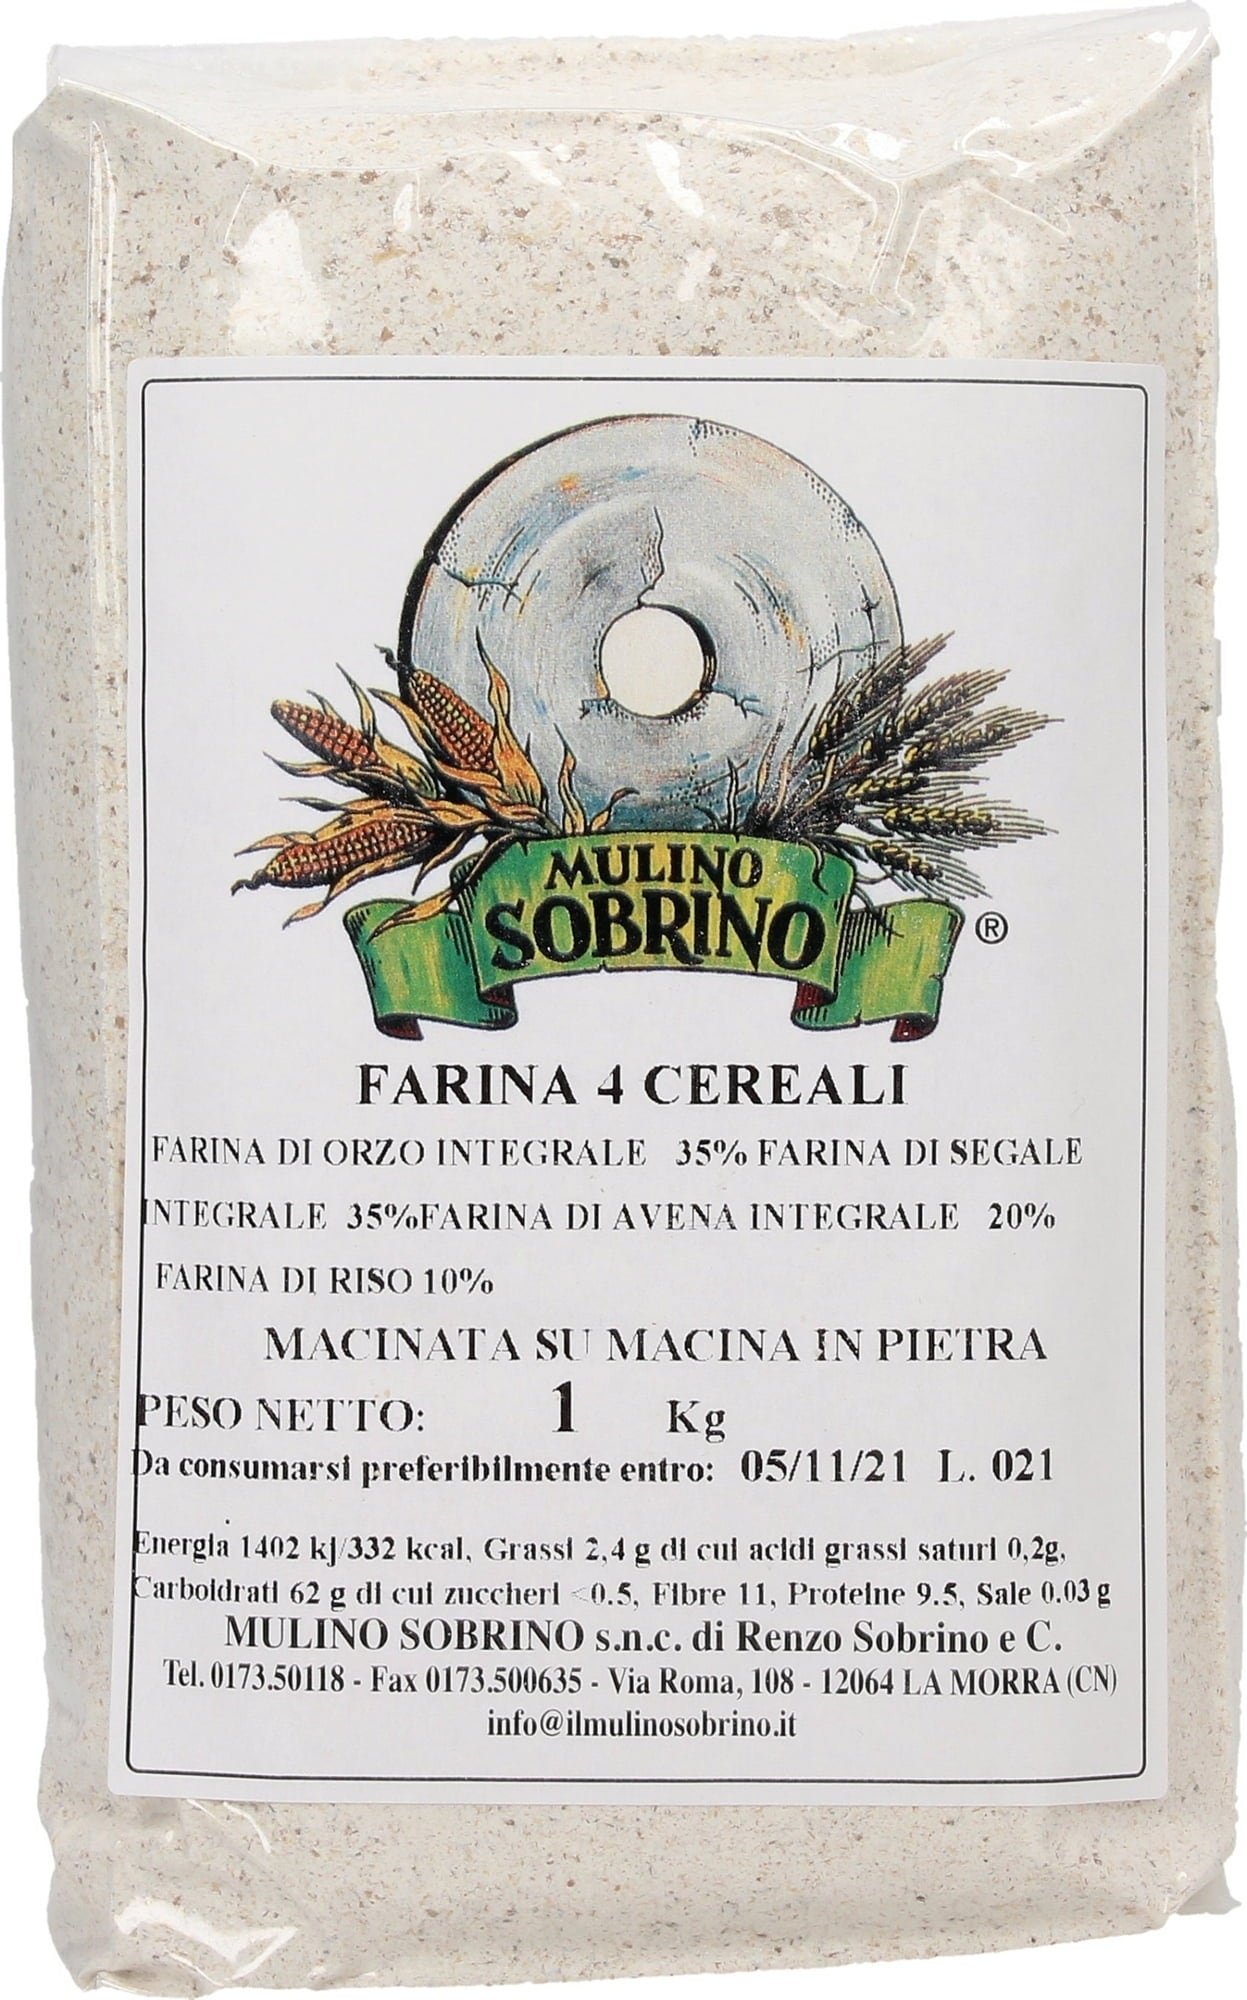 MULINO
SOBRINO
®
FARINA 4 CEREALI
FARINA DI ORZO INTEGRALE 35% FARINA DI SEGALE
INTEGRALE 35%FARINA DI AVENA INTEGRALE 20%
FARINA DI RISO 10%
MACINATA SU MACINA IN PIETRA
PESO NETTO: 1 Kg
Da consumarsi preferibilmente entro: 05/11/21 L. 021
Energia 1402 kj/332 kcal, Grassi 2,4 g di cui acidi grassi saturi 0,2g,
Carboidrati 62 g di cui zuccheri <0.5, Fibre 11, Proteine 9.5, Sale 0.03 g
MULINO SOBRINO s.n.c. di Renzo Sobrino e C.
Tel. 0173.50118 - Fax 0173.500635 - Via Roma, 108 - 12064 LA MORRA (CN)
info@ilmulinosobrino.it